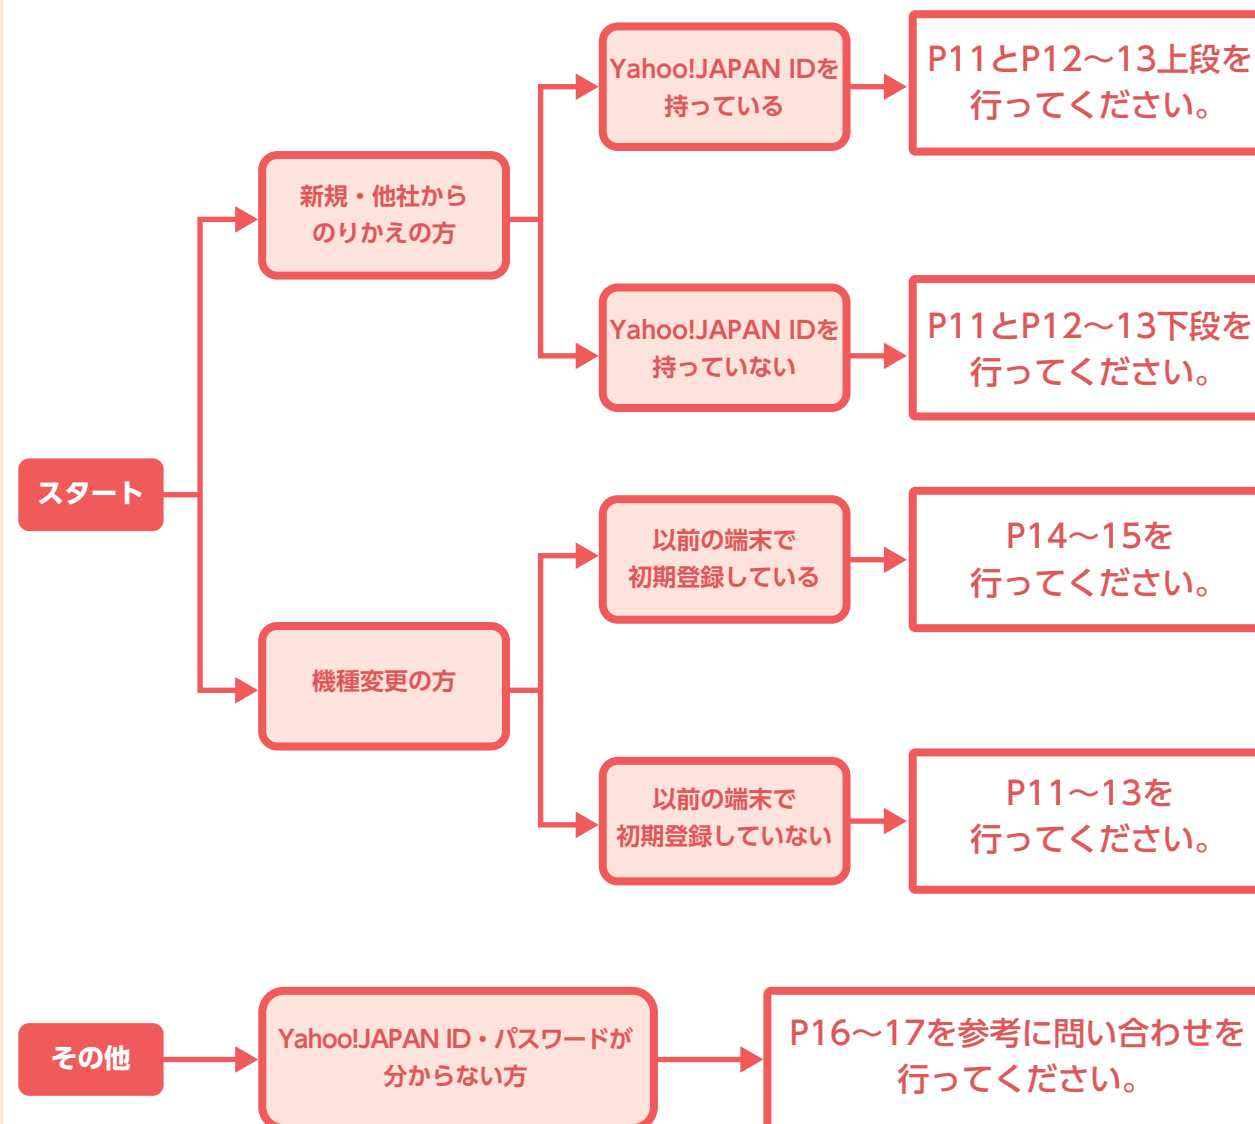 Yahoo!JAPAN IDを
持っている
P11とP12～13上段を
行ってください。
新規・他社から
のりかえの方
Yahoo!JAPAN IDを
持っていない
P11とP12～13下段を
行ってください。
スタート
以前の端末で
初期登録している
P14～15を
行ってください。
機種変更の方
以前の端末で
初期登録していない
P11～13を
行ってください。
その他
Yahoo!JAPAN ID・パスワードが
分からない方
P16～17を参考に問い合わせを
行ってください。